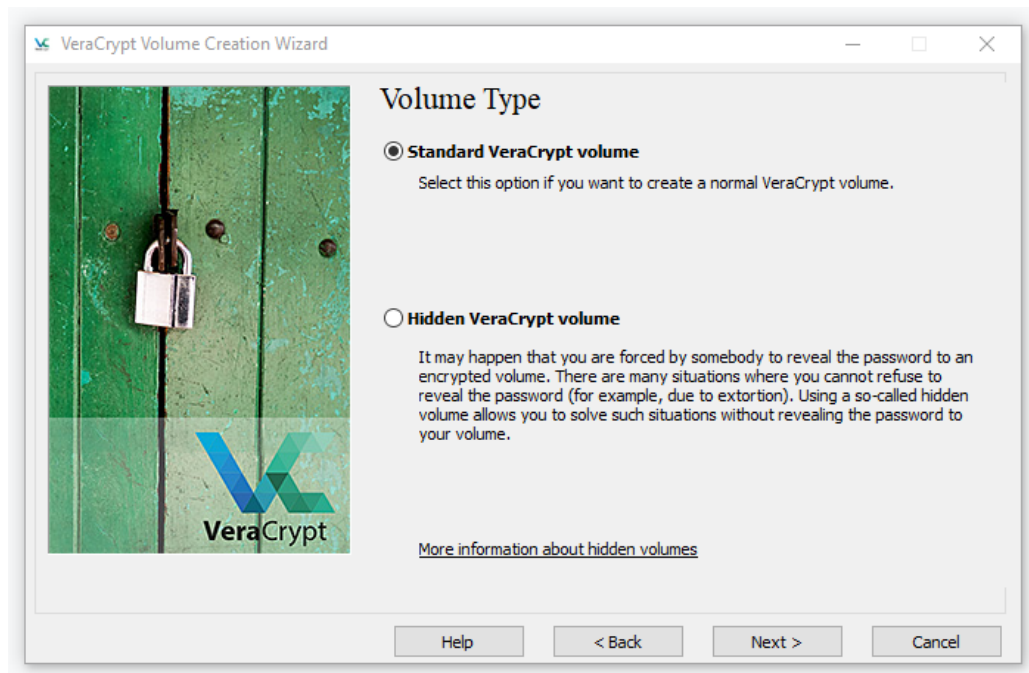 VeraCrypt Volume Creation Wizard
Volume Type
Standard VeraCrypt volume
Select this option if you want to create a normal VeraCrypt volume.
Hidden VeraCrypt volume
It may happen that you are forced by somebody to reveal the password to an
encrypted volume. There are many situations where you cannot refuse to
reveal the password (for example, due to extortion). Using a so-called hidden
volume allows you to solve such situations without revealing the password to
your volume.
VeraCrypt
More information about hidden volumes
Help
< Back
Next >
Cancel